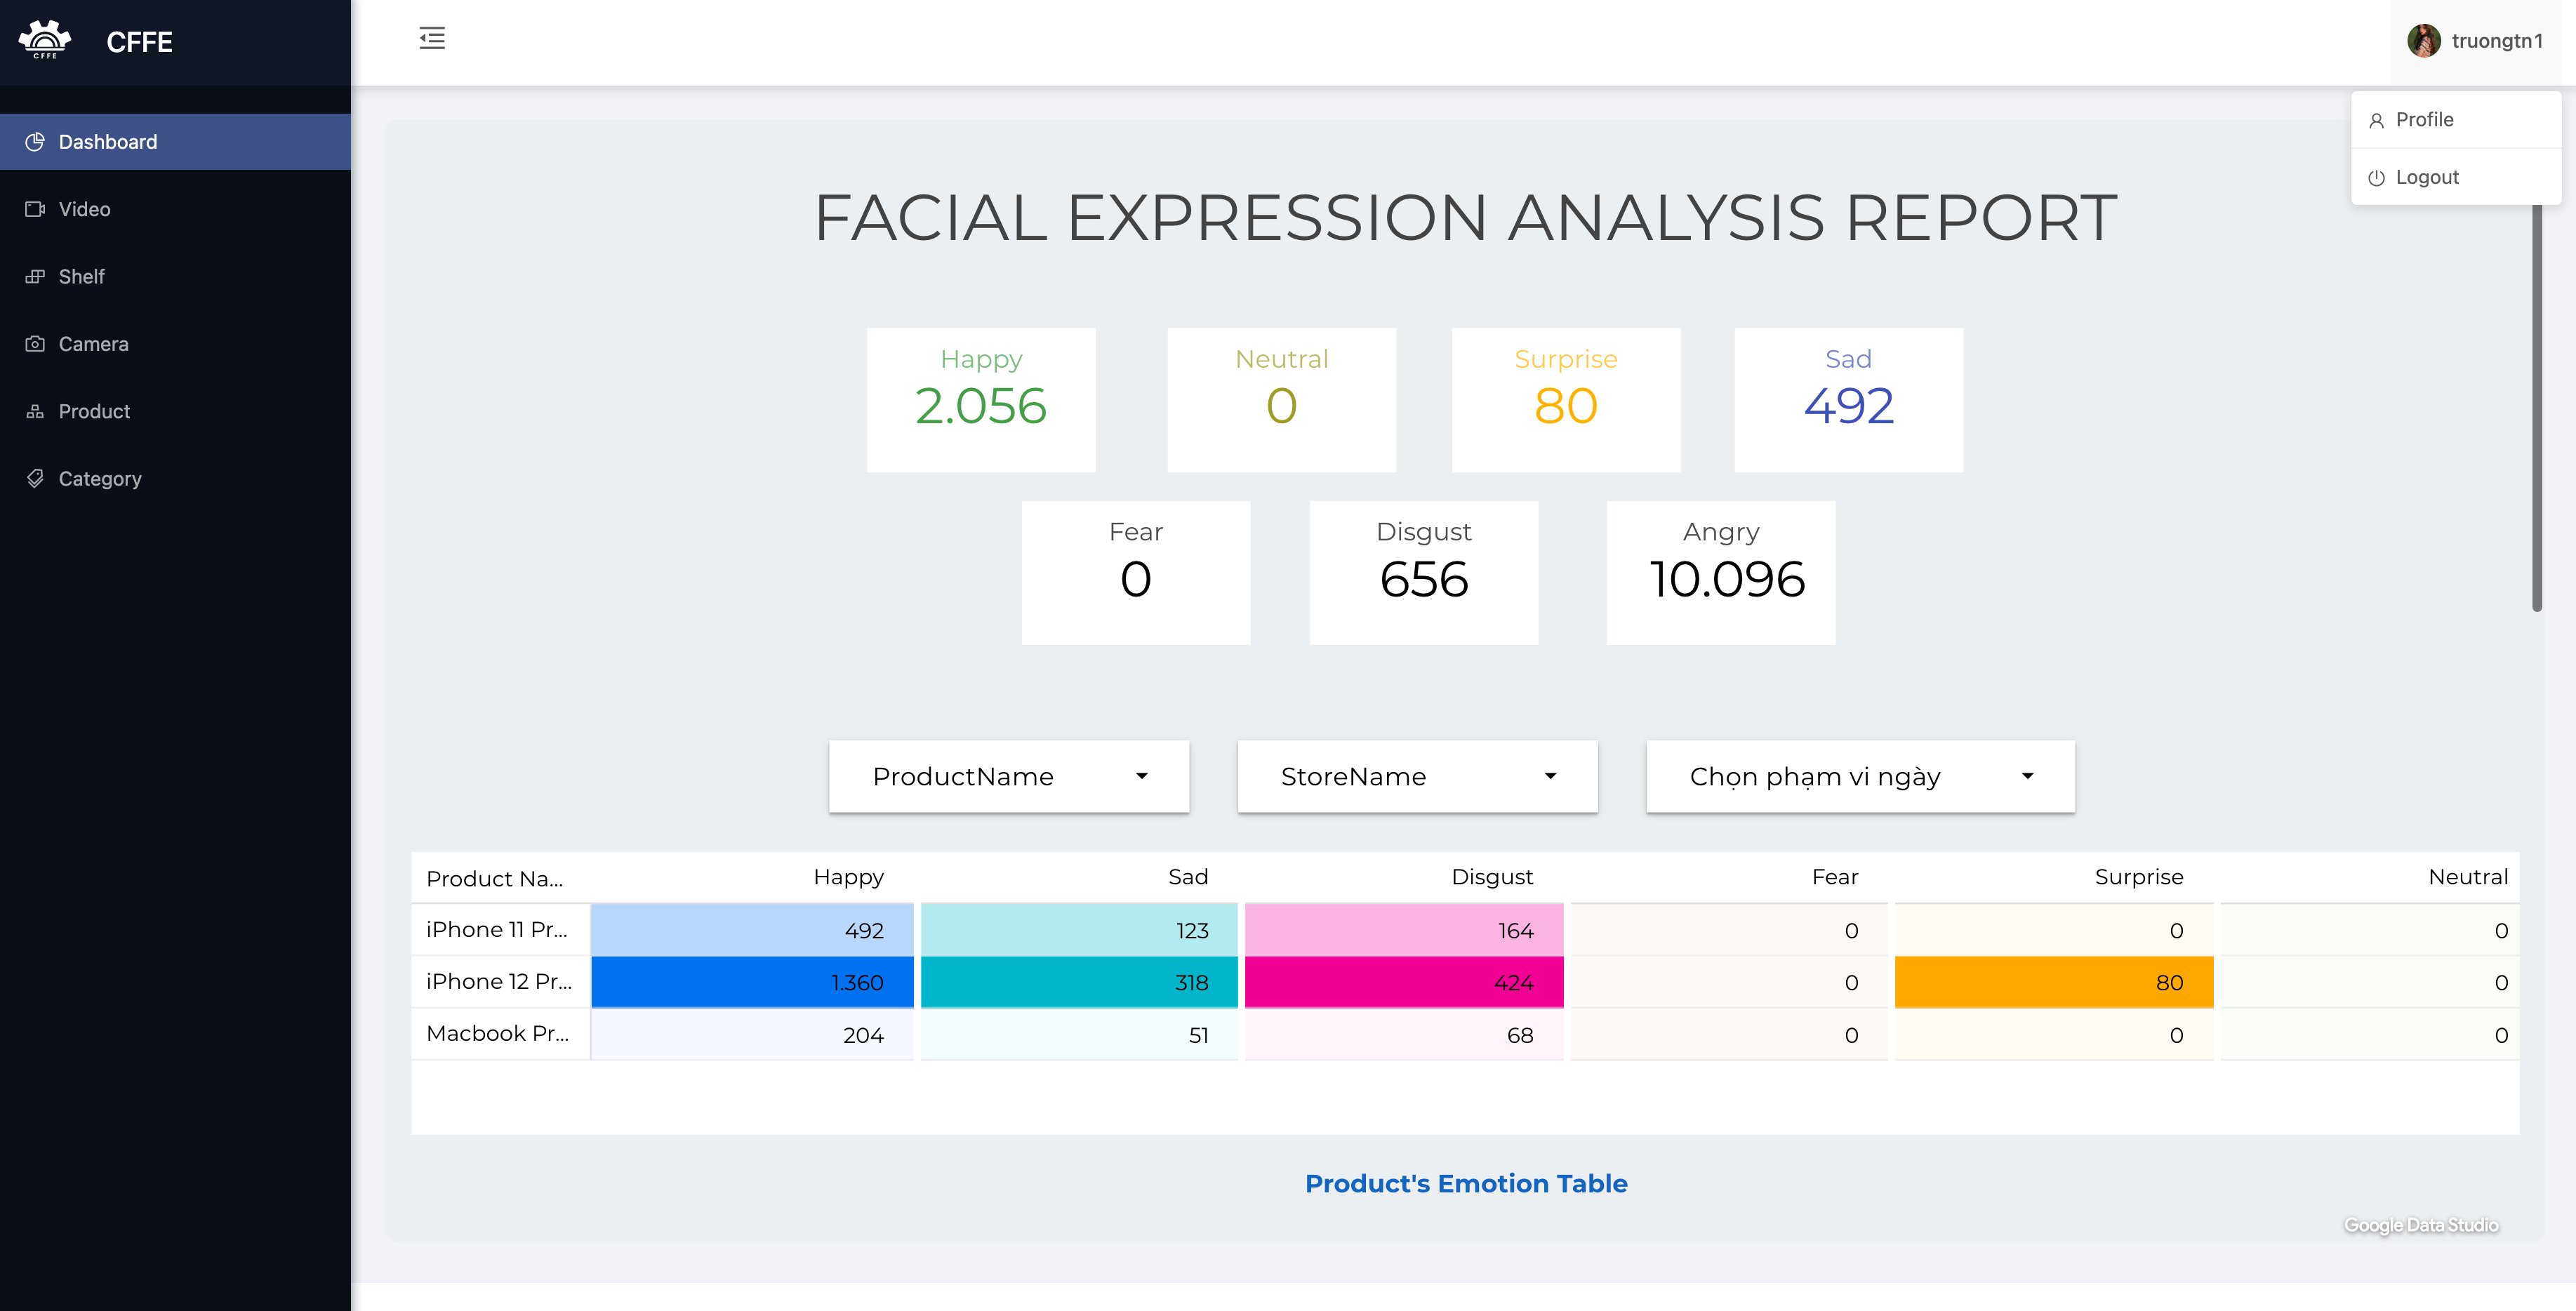 CFFE
CFFE
truongtn1
Profile
Logout
Dashboard
Video
Shelf
Camera
Product
Category
FACIAL EXPRESSION ANALYSIS REPORT
Happy Neutral Surprise Sad
2.056 0 80 492
Fear Disgust Angry
0 656 10.096
ProductName StoreName Chọn phạm vi ngày
Product Na... Happy Sad Disgust Fear Surprise Neutral
iPhone 11 Pr... 492 123 164 0 0 0
iPhone 12 Pr... 1.360 318 424 0 80 0
Macbook Pr... 204 51 68 0 0 0
Product's Emotion Table
Google Data Studio